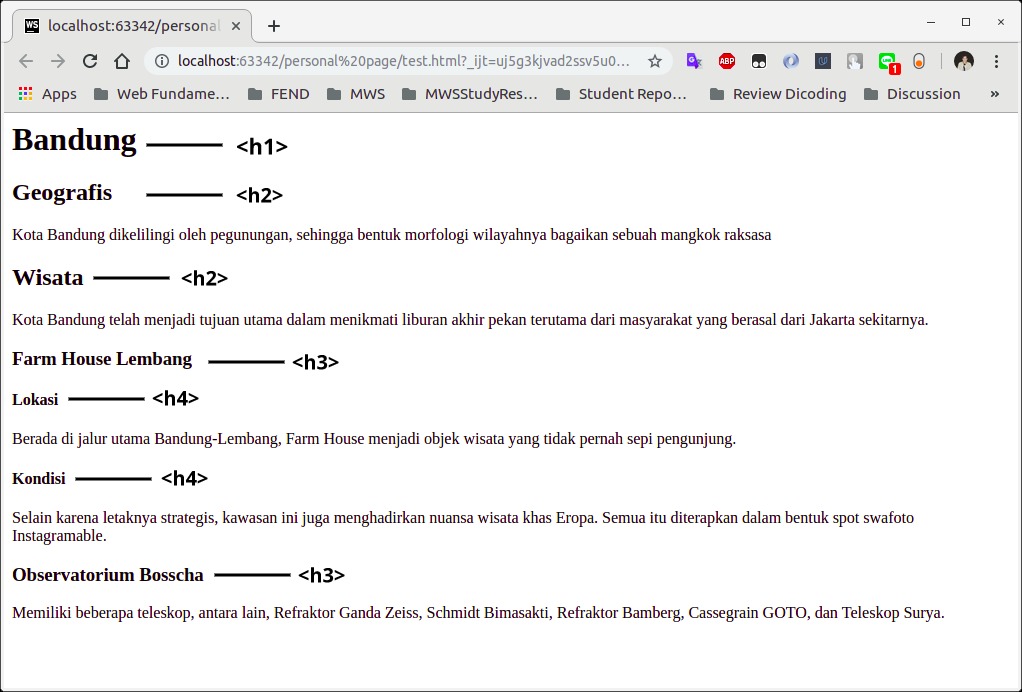 localhost:63342/personal
localhost:63342/personal%20page/test.html?_ijt=uj5g3kjvad2ssv5u0...
Apps Web Fundame... FEND MWS MWSStudyRes... Student Repo... Review Dicoding Discussion »
Bandung <h1>
Geografis <h2>
Kota Bandung dikelilingi oleh pegunungan, sehingga bentuk morfologi wilayahnya bagaikan sebuah mangkok raksasa
Wisata <h2>
Kota Bandung telah menjadi tujuan utama dalam menikmati liburan akhir pekan terutama dari masyarakat yang berasal dari Jakarta sekitarnya.
Farm House Lembang <h3>
Lokasi <h4>
Berada di jalur utama Bandung-Lembang, Farm House menjadi objek wisata yang tidak pernah sepi pengunjung.
Kondisi <h4>
Selain karena letaknya strategis, kawasan ini juga menghadirkan nuansa wisata khas Eropa. Semua itu diterapkan dalam bentuk spot swafoto
Instagramable.
Observatorium Bosscha <h3>
Memiliki beberapa teleskop, antara lain, Refraktor Ganda Zeiss, Schmidt Bimasakti, Refraktor Bamberg, Cassegrain GOTO, dan Teleskop Surya.